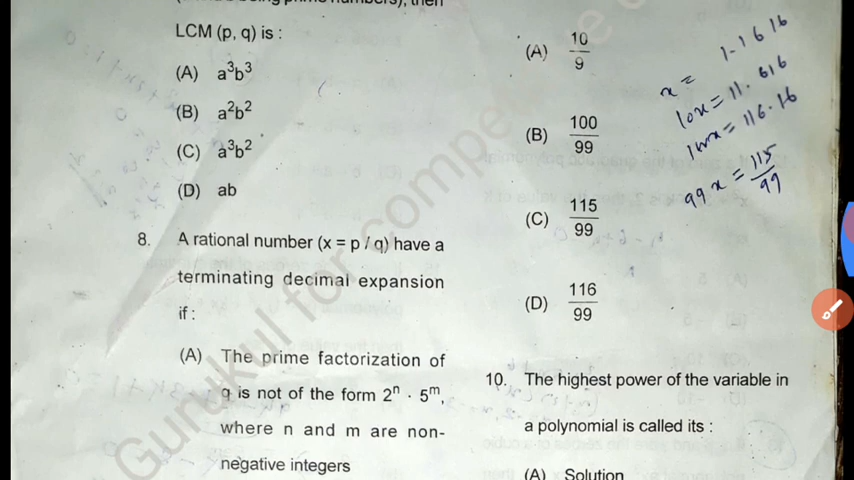 LCM (p, q) is :
(A) a³b³
(B) a²b²
(C) a³b²
(D) ab
8. A rational number (x = p / q) have a
terminating decimal expansion
if :
(A) The prime factorization of
q is not of the form 2ⁿ · 5ᵐ,
where n and m are non-
negative integers
(A) 10/9
(B) 100/99
(C) 115/99
(D) 116/99
10. The highest power of the variable in
a polynomial is called its :
(A) Solution
x = 1.1616
10x = 11.616
100x = 116.16
99x = 115/99
Gurukul for compe